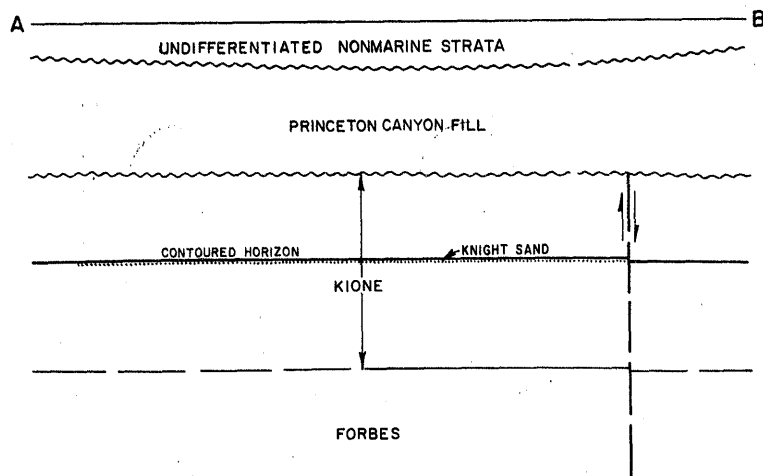 A
B
UNDIFFERENTIATED NONMARINE STRATA
PRINCETON CANYON FILL
CONTOURED HORIZON
KNIGHT SAND
KIONE
FORBES